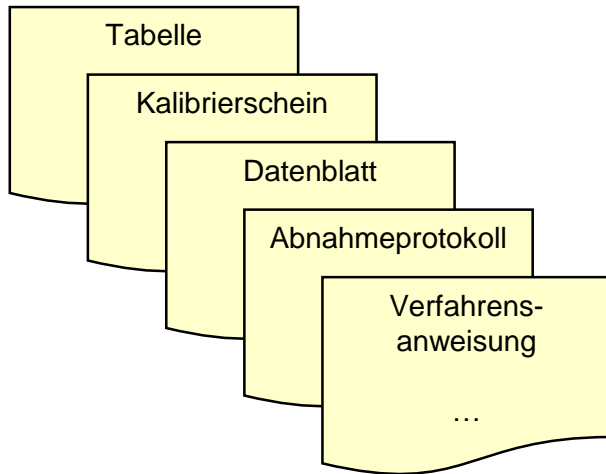 Tabelle
Kalibrierschein
Datenblatt
Abnahmeprotokoll
Verfahrens-
anweisung
…